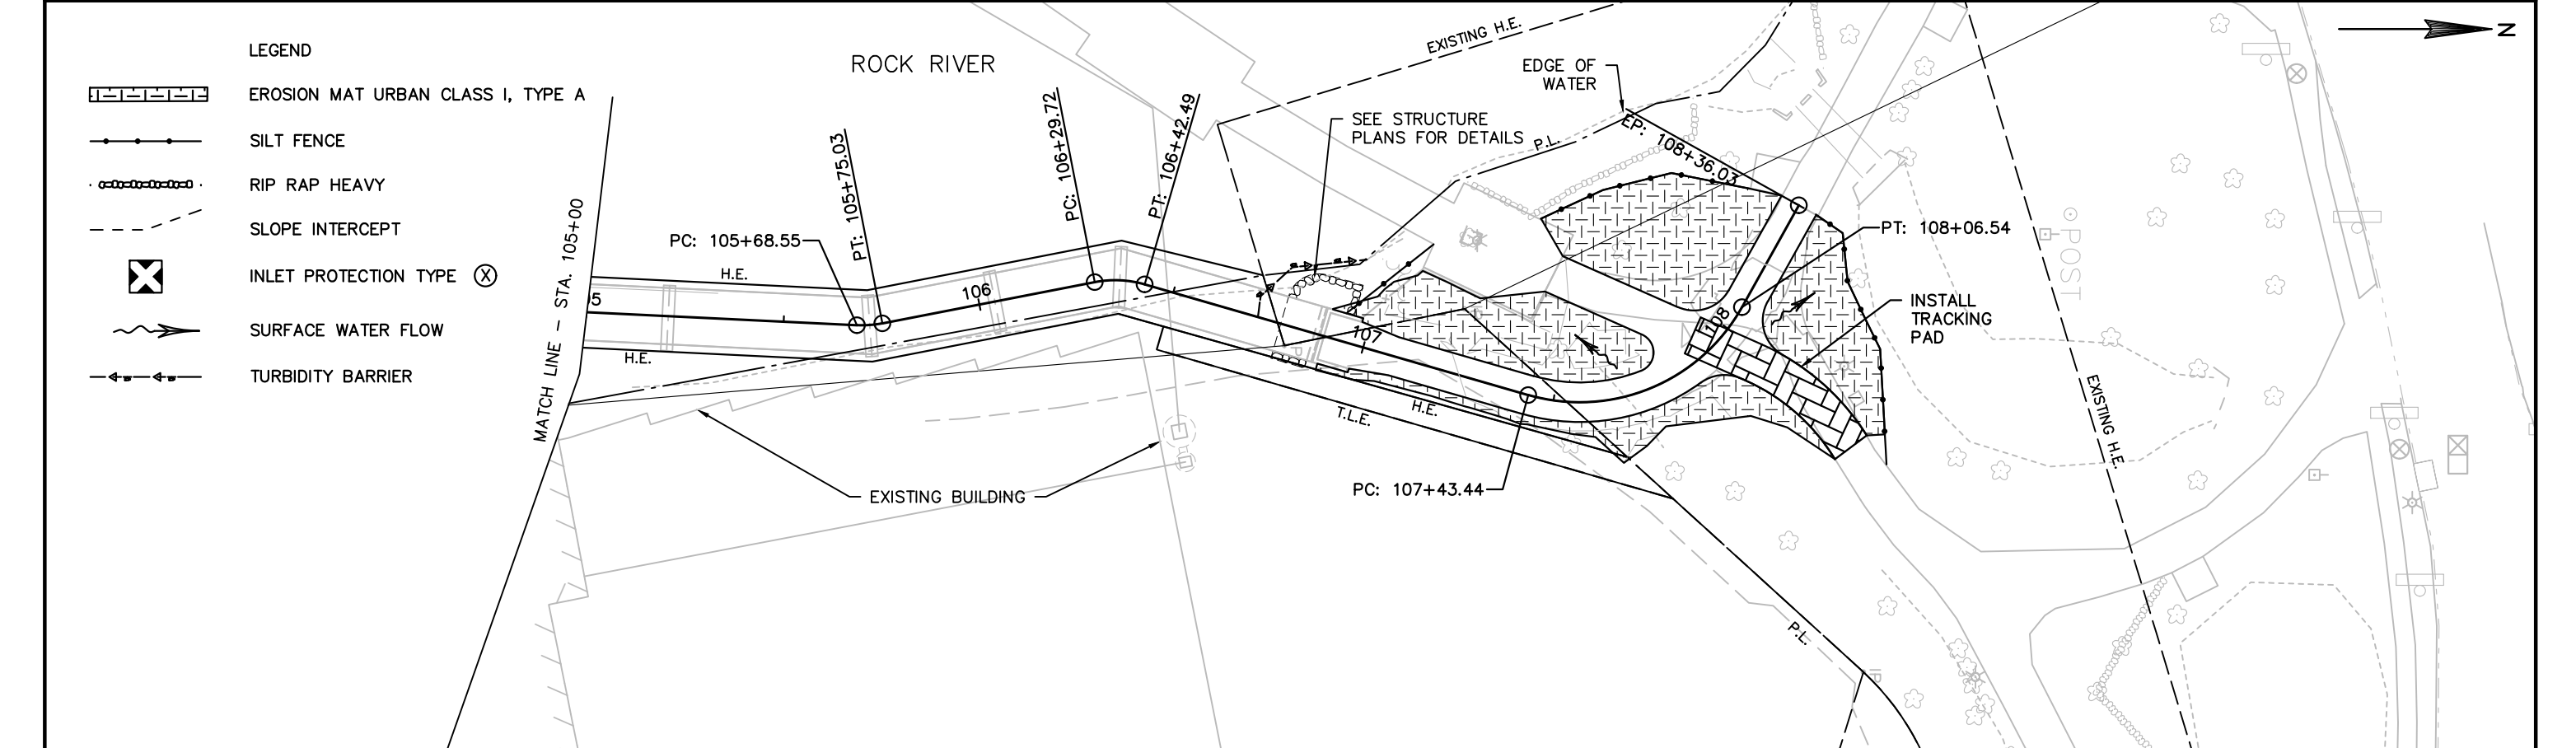 LEGEND
EROSION MAT URBAN CLASS I, TYPE A
SILT FENCE
RIP RAP HEAVY
SLOPE INTERCEPT
INLET PROTECTION TYPE X
SURFACE WATER FLOW
TURBIDITY BARRIER
MATCH LINE - STA. 105+00
ROCK RIVER
PC: 105+68.55
PT: 105+75.03
PC: 106+29.72
PT: 106+42.49
H.E.
H.E.
106
EXISTING BUILDING
EXISTING H.E.
SEE STRUCTURE
PLANS FOR DETAILS
EDGE OF
WATER
P.L.
EP: 108+36.03
107
T.L.E.
H.E.
PC: 107+43.44
108
PT: 108+06.54
INSTALL
TRACKING
PAD
POST
EXISTING H.E.
P.L.
N